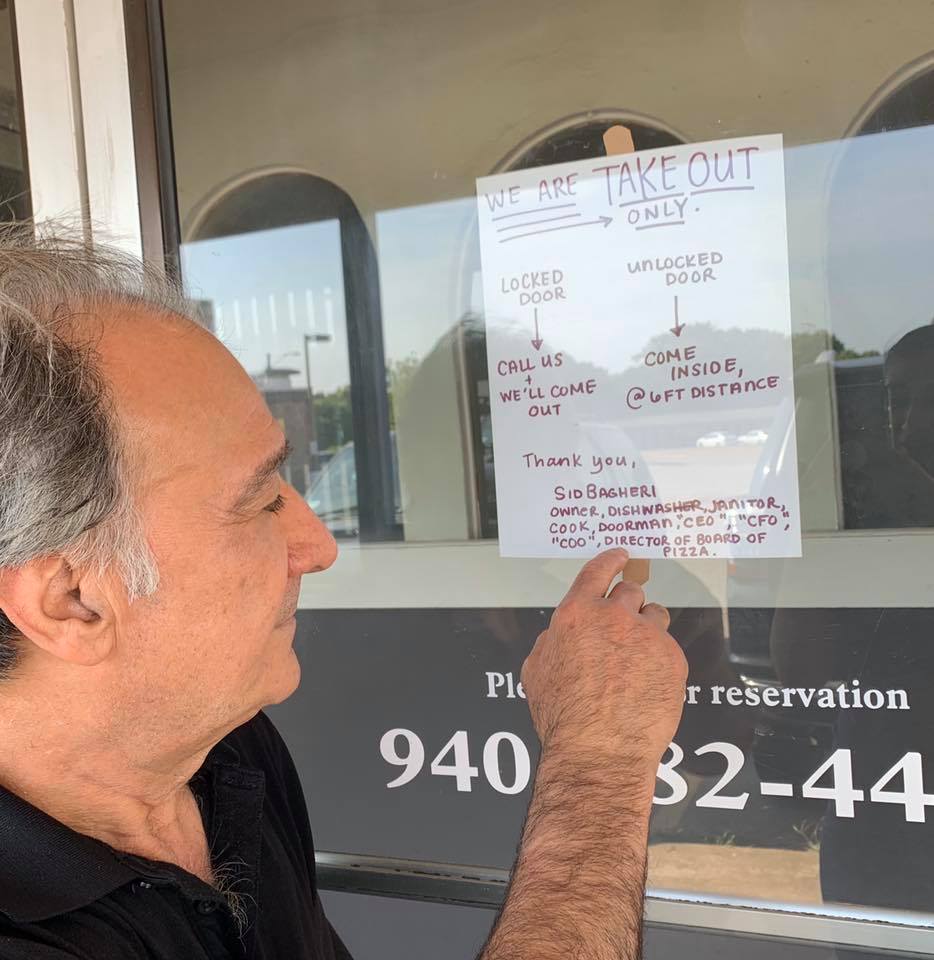 WE ARE TAKE OUT
ONLY.
LOCKED DOOR
UNLOCKED DOOR
CALL US
+
WE'LL COME OUT
COME INSIDE,
@ 6FT DISTANCE
Thank you,
SID BAGHERI
OWNER, DISHWASHER, JANITOR,
COOK, DOORMAN, "CEO", "CFO",
"COO", DIRECTOR OF BOARD OF
PIZZA.
reservation
940 82-44